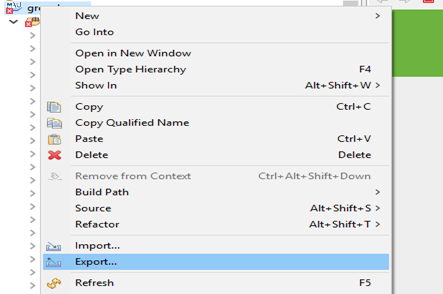 New >
Go Into
Open in New Window
Open Type Hierarchy F4
Show In Alt+Shift+W >
Copy Ctrl+C
Copy Qualified Name
Paste Ctrl+V
Delete Delete
Remove from Context Ctrl+Alt+Shift+Down
Build Path >
Source Alt+Shift+S >
Refactor Alt+Shift+T >
Import...
Export...
Refresh F5